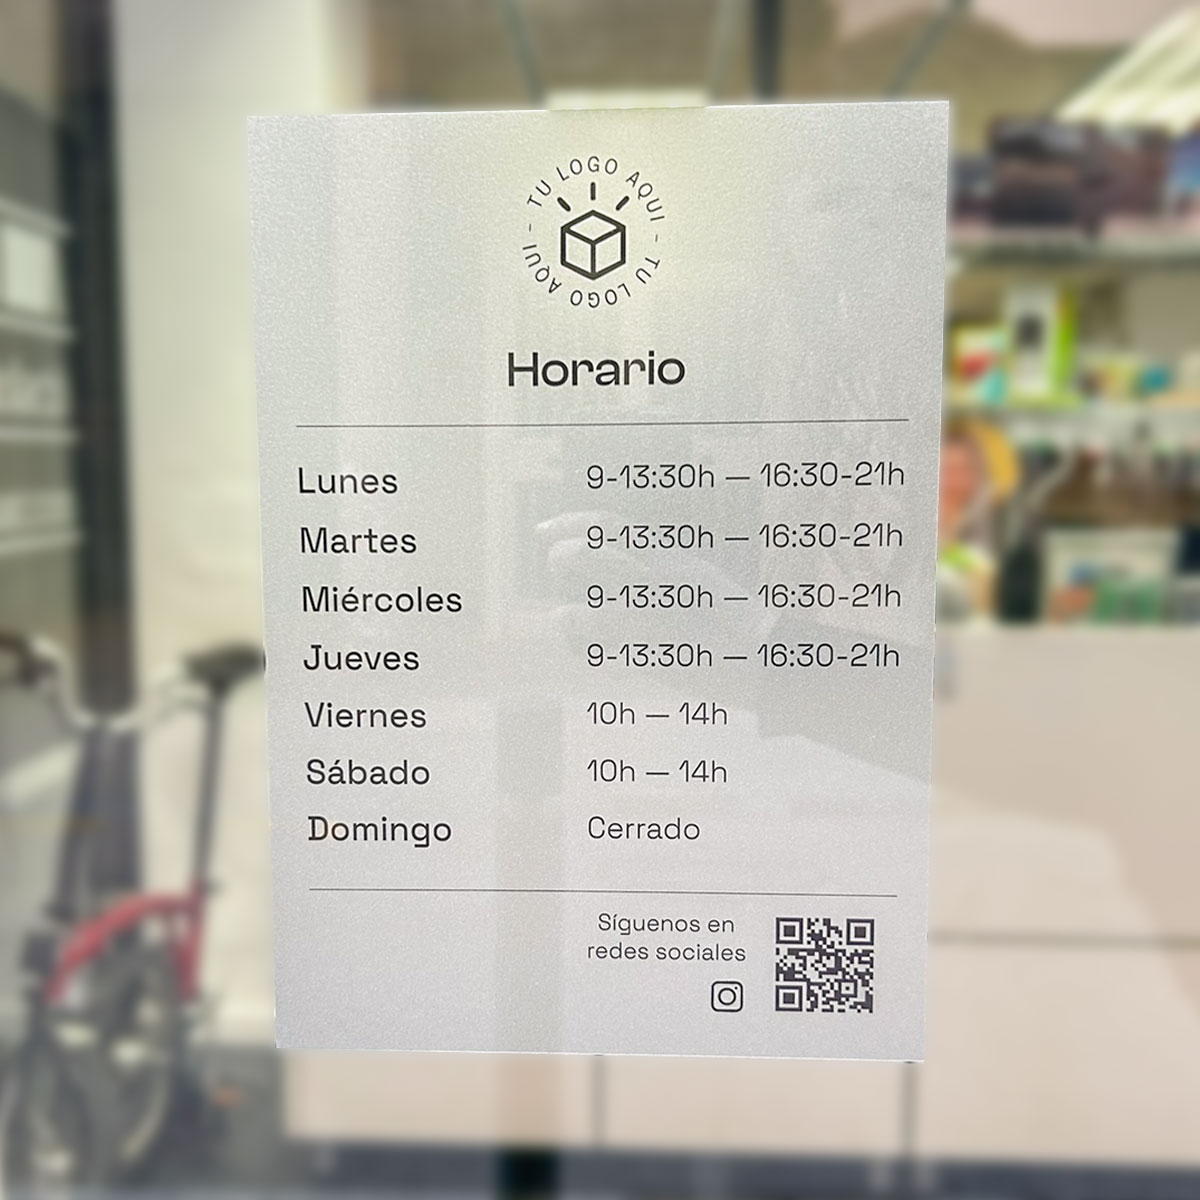 TU LOGO AQUI - TU LOGO AQUI -
Horario
Lunes 9-13:30h — 16:30-21h
Martes 9-13:30h — 16:30-21h
Miércoles 9-13:30h — 16:30-21h
Jueves 9-13:30h — 16:30-21h
Viernes 10h — 14h
Sábado 10h — 14h
Domingo Cerrado
Síguenos en
redes sociales